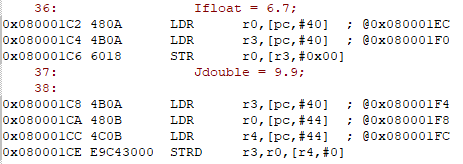 36: Ifloat = 6.7;
0x080001C2 480A LDR r0,[pc,#40] ; @0x080001EC
0x080001C4 4B0A LDR r3,[pc,#40] ; @0x080001F0
0x080001C6 6018 STR r0,[r3,#0x00]
37: Jdouble = 9.9;
38:
0x080001C8 4B0A LDR r3,[pc,#40] ; @0x080001F4
0x080001CA 480B LDR r0,[pc,#44] ; @0x080001F8
0x080001CC 4C0B LDR r4,[pc,#44] ; @0x080001FC
0x080001CE E9C43000 STRD r3,r0,[r4,#0]